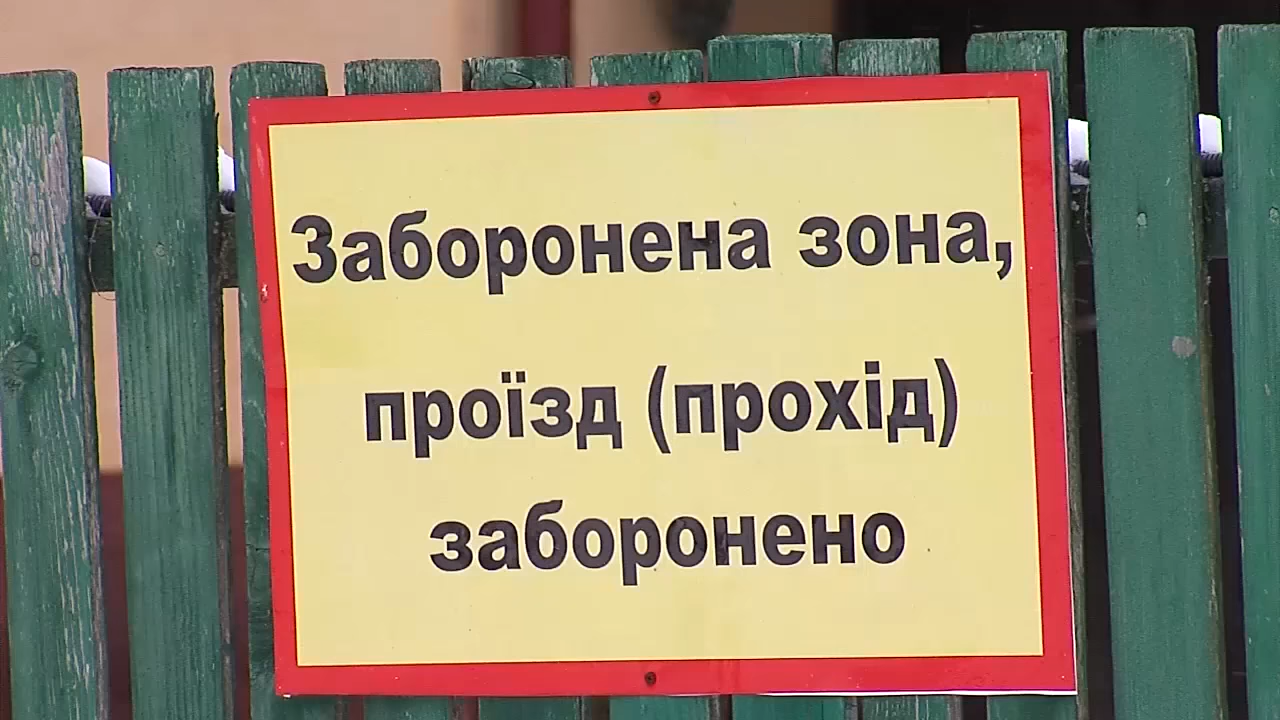 Заборонена зона,
проїзд (прохід)
заборонено